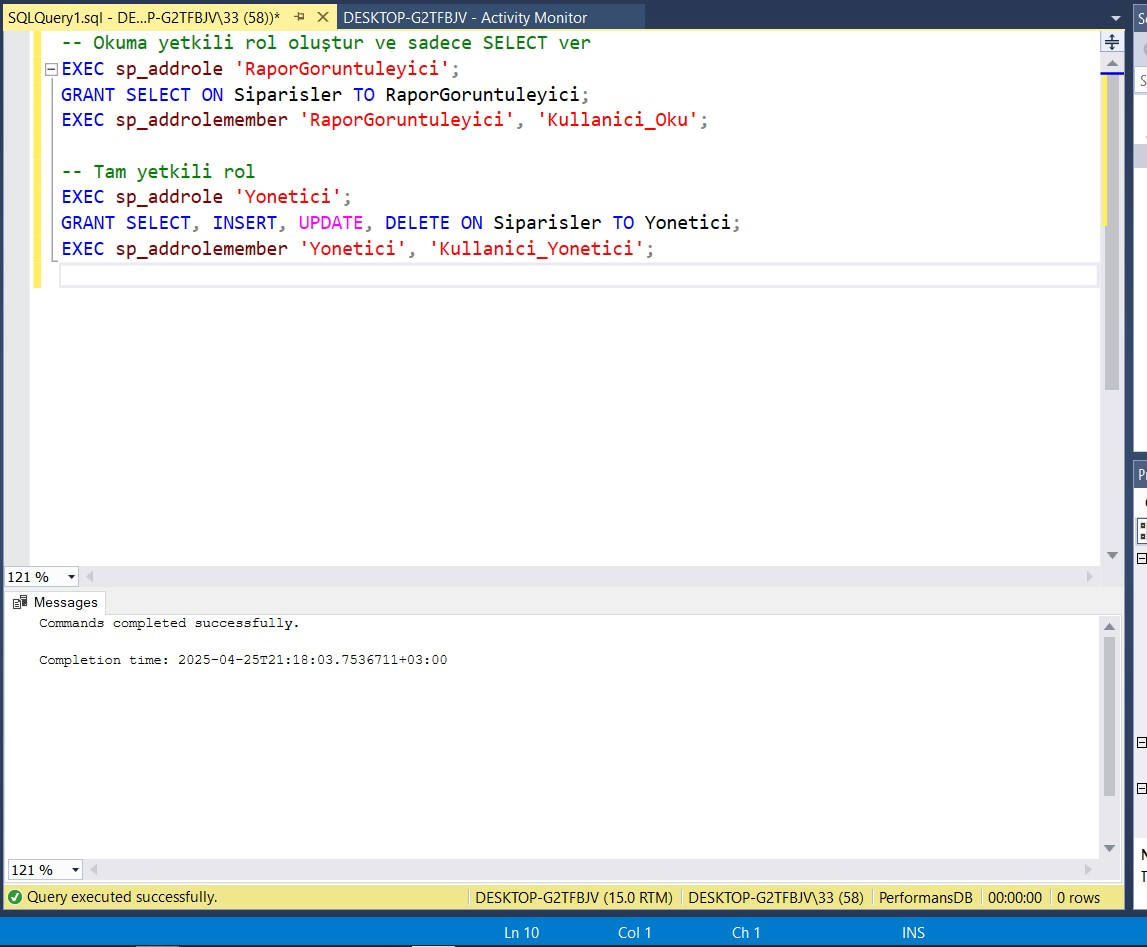 SQLQuery1.sql - DE...P-G2TFBJV\33 (58))*
DESKTOP-G2TFBJV - Activity Monitor
-- Okuma yetkili rol oluştur ve sadece SELECT ver
EXEC sp_addrole 'RaporGoruntuleyici';
GRANT SELECT ON Siparisler TO RaporGoruntuleyici;
EXEC sp_addrolemember 'RaporGoruntuleyici', 'Kullanici_Oku';
-- Tam yetkili rol
EXEC sp_addrole 'Yonetici';
GRANT SELECT, INSERT, UPDATE, DELETE ON Siparisler TO Yonetici;
EXEC sp_addrolemember 'Yonetici', 'Kullanici_Yonetici';
121 %
Messages
Commands completed successfully.
Completion time: 2025-04-25T21:18:03.7536711+03:00
121 %
Query executed successfully.
DESKTOP-G2TFBJV (15.0 RTM)
DESKTOP-G2TFBJV\33 (58)
PerformansDB
00:00:00
0 rows
Ln 10
Col 1
Ch 1
INS